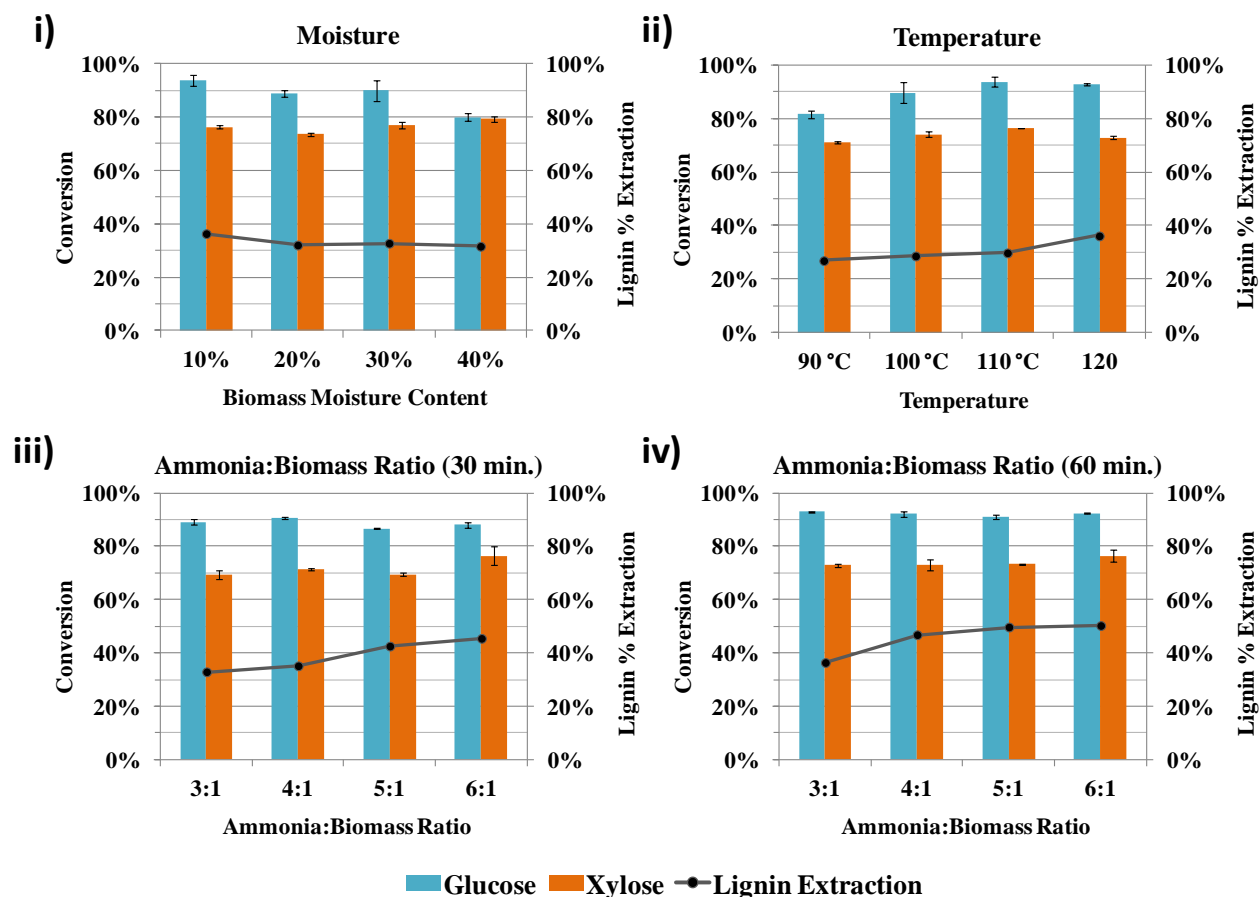 i)
Moisture
100%
80%
60%
40%
20%
0%
Conversion
100%
80%
60%
40%
20%
0%
Lignin % Extraction
10% 20% 30% 40%
Biomass Moisture Content
ii)
Temperature
100%
80%
60%
40%
20%
0%
Conversion
100%
80%
60%
40%
20%
0%
Lignin % Extraction
90 °C 100 °C 110 °C 120
Temperature
iii)
Ammonia:Biomass Ratio (30 min.)
100%
80%
60%
40%
20%
0%
Conversion
100%
80%
60%
40%
20%
0%
Lignin % Extraction
3:1 4:1 5:1 6:1
Ammonia:Biomass Ratio
iv)
Ammonia:Biomass Ratio (60 min.)
100%
80%
60%
40%
20%
0%
Conversion
100%
80%
60%
40%
20%
0%
Lignin % Extraction
3:1 4:1 5:1 6:1
Ammonia:Biomass Ratio
Glucose Xylose Lignin Extraction